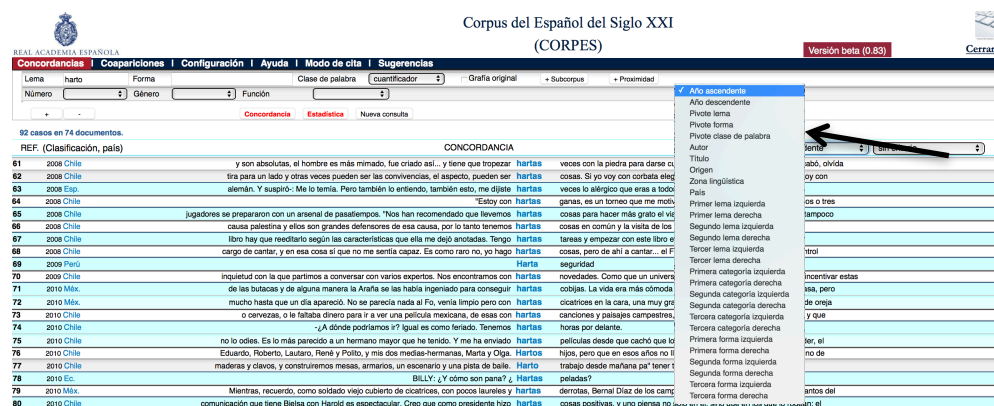 Corpus del Español del Siglo XXI
(CORPES)
REAL ACADEMIA ESPAÑOLA
Versión beta (0.83)
Cerrar
Concordancias | Coapariciones | Configuración | Ayuda | Modo de cita | Sugerencias
Lema harto Forma Clase de palabra cuantificador Grafía original + Subcorpus + Proximidad
Número Género Función
+ - Concordancia Estadística Nueva consulta
✓ Año ascendente
Año descendente
Pivote lema
Pivote forma
Pivote clase de palabra
Autor
Título
Origen
Zona lingüística
País
Primer lema izquierda
Primer lema derecha
Segundo lema izquierda
Segundo lema derecha
Tercer lema izquierda
Tercer lema derecha
Primera categoría izquierda
Primera categoría derecha
Segunda categoría izquierda
Segunda categoría derecha
Tercera categoría izquierda
Tercera categoría derecha
Primera forma izquierda
Primera forma derecha
Segunda forma izquierda
Segunda forma derecha
Tercera forma izquierda
Tercera forma derecha
92 casos en 74 documentos.
REF. (Clasificación, país) CONCORDANCIA
61 2008 Chile y son absolutas, el hombre es más mimado, fue criado así... y tiene que tropezar hartas veces con la piedra para darse olvida
62 2008 Chile tira para un lado y otras veces pueden ser las convivencias, el aspecto, pueden ser hartas cosas. Si yo voy con corbata con
63 2008 Esp. alemán. Y suspiró-: Me lo temía. Pero también lo entiendo, también esto, me dijiste hartas veces lo alérgico que eras a
64 2008 Chile "Estoy con hartas ganas, es un torneo que me o tres
65 2008 Chile jugadores se prepararon con un arsenal de pasatiempos. "Nos han recomendado que llevemos hartas cosas para hacer más grato el tampoco
66 2008 Chile causa palestina y ellos son grandes defensores de esa causa, por lo tanto tenemos hartas cosas en común y la visita de los
67 2008 Chile libro hay que reeditarlo según las características que ella me dejó anotadas. Tengo hartas tareas y empezar con este libro
68 2008 Chile cargo de cantar, y en esa cosa sí que no me sentía capaz. Es como raro no, yo hago hartas cosas, pero de ahí a cantar... el
69 2009 Perú Harta seguridad
70 2009 Chile inquietud con la que partimos a conversar con varios expertos. Nos encontramos con hartas novedades. Como que un incentivar estas
71 2010 Méx. de las butacas y de alguna manera la Araña se las había ingeniado para conseguir hartas cobijas. La vida era más cómoda pero
72 2010 Méx. mucho hasta que un día apareció. No se parecía nada al Fo, venía limpio pero con hartas cicatrices en la cara, una muy de oreja
73 2010 Chile o cervezas, o le faltaba dinero para ir a ver una película mexicana, de esas con hartas canciones y paisajes campestres, y que
74 2010 Chile -¿A dónde podríamos ir? Igual es como feriado. Tenemos hartas horas por delante.
75 2010 Chile no lo odies. Es lo más parecido a un hermano mayor que he tenido. Y me ha enviado hartas películas desde que cachó que el
76 2010 Chile Eduardo, Roberto, Lautaro, René y Polito, y mis dos medias-hermanas, Marta y Olga. Hartos hijos, pero que en esos años no no de
77 2010 Chile maderas y clavos, y construiremos mesas, armarios, un escenario y una pista de baile. Harto trabajo desde mañana pa" tener
78 2010 Ec. BILLY: ¿Y cómo son pana? ¿ Hartas peladas?
79 2010 Méx. Mientras, recuerdo, como soldado viejo cubierto de cicatrices, con pocos laureles y hartas derrotas, Bernal Díaz de los del
80 2010 Chile comunicación que tiene Bielsa con Harold es espectacular. Creo que como presidente hizo hartas cosas positivas, y uno piensa no